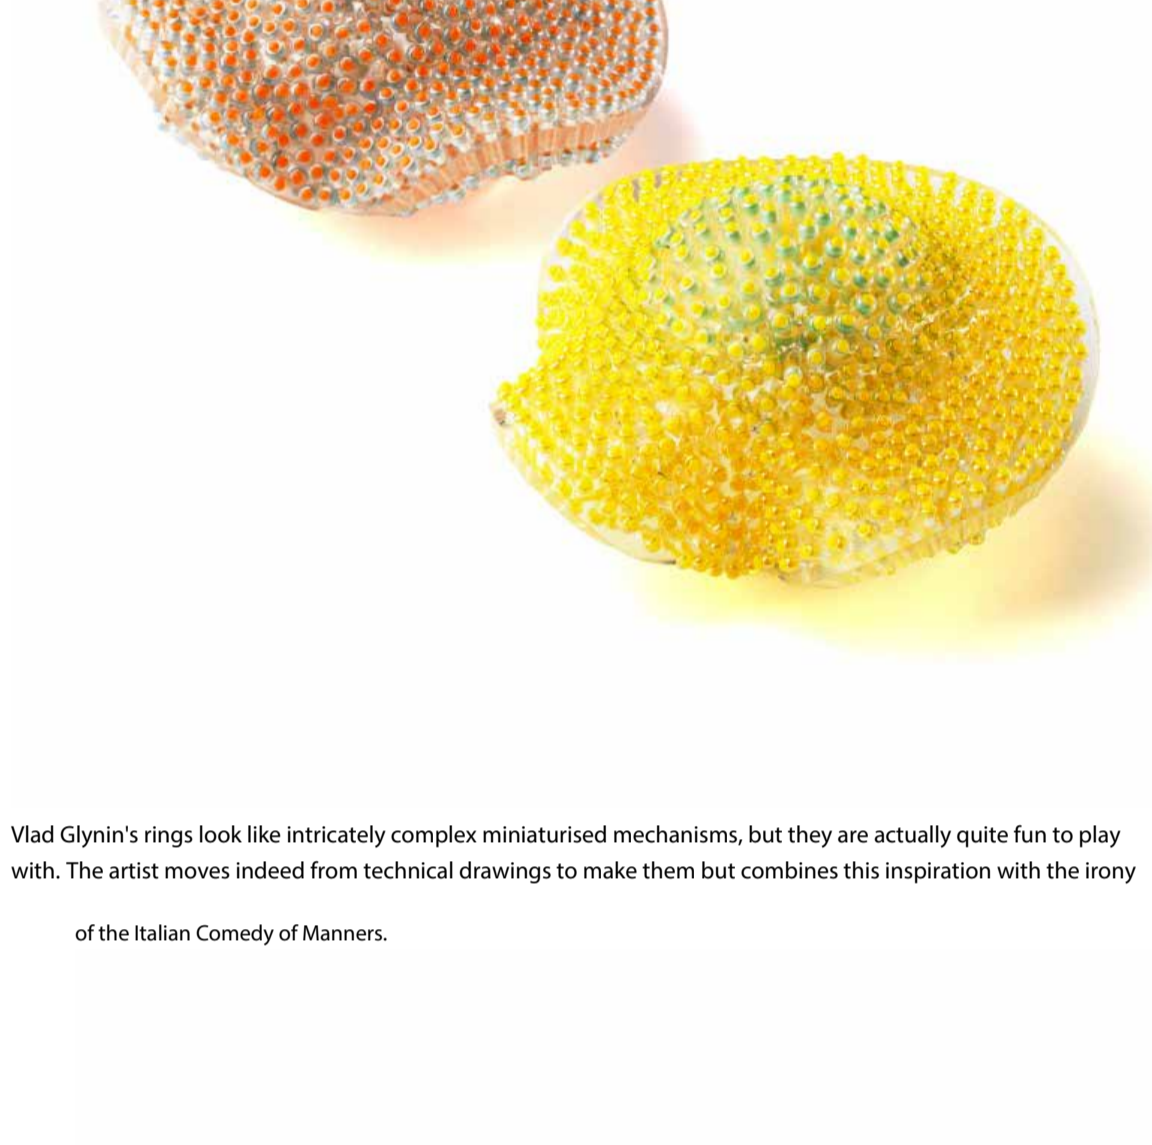 Vlad Glynin's rings look like intricately complex miniaturised mechanisms, but they are actually quite fun to play
with. The artist moves indeed from technical drawings to make them but combines this inspiration with the irony
of the Italian Comedy of Manners.